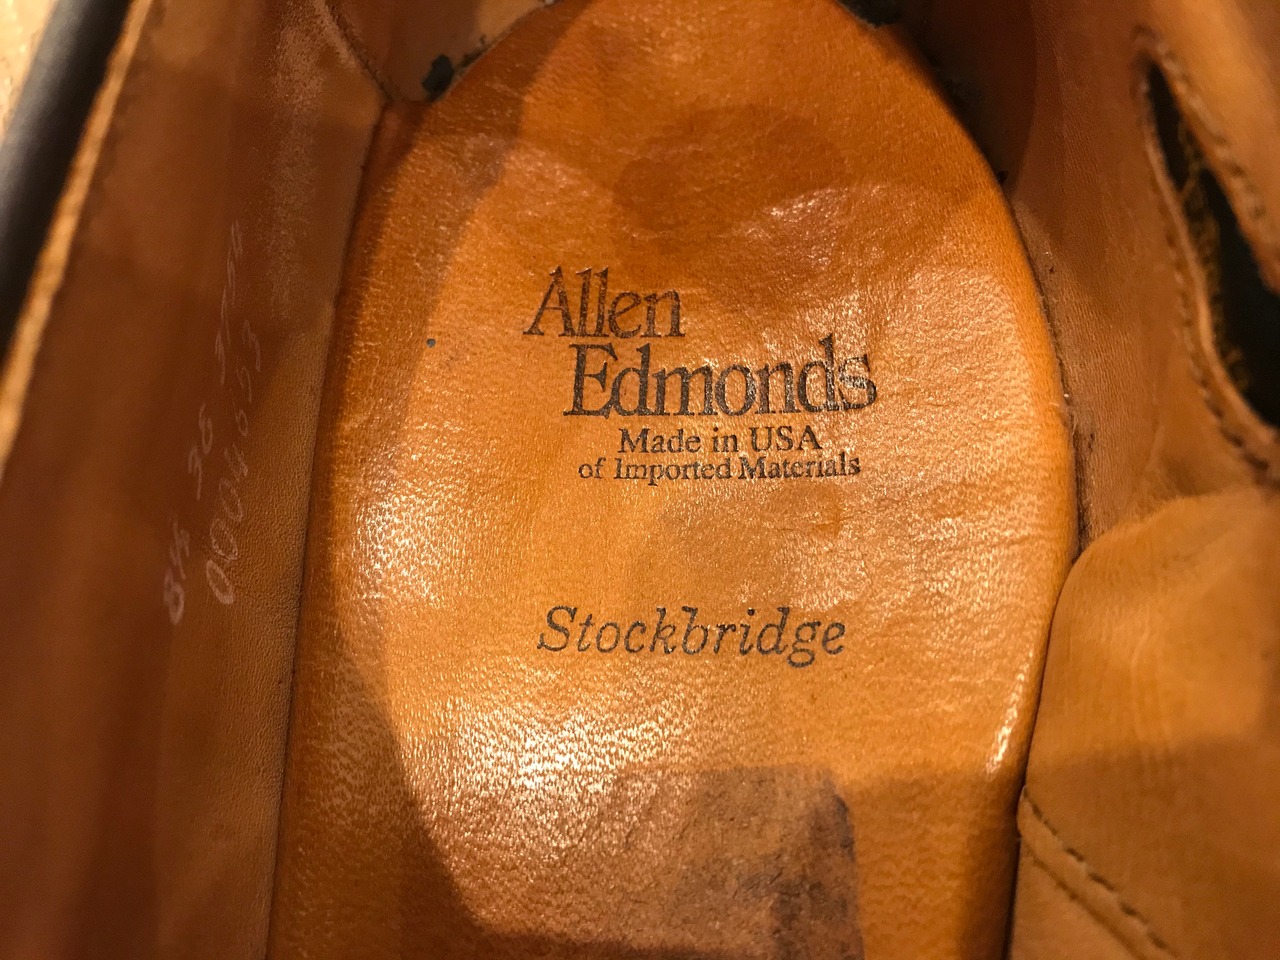 Allen
Edmonds
Made in USA
of Imported Materials
Stockbridge